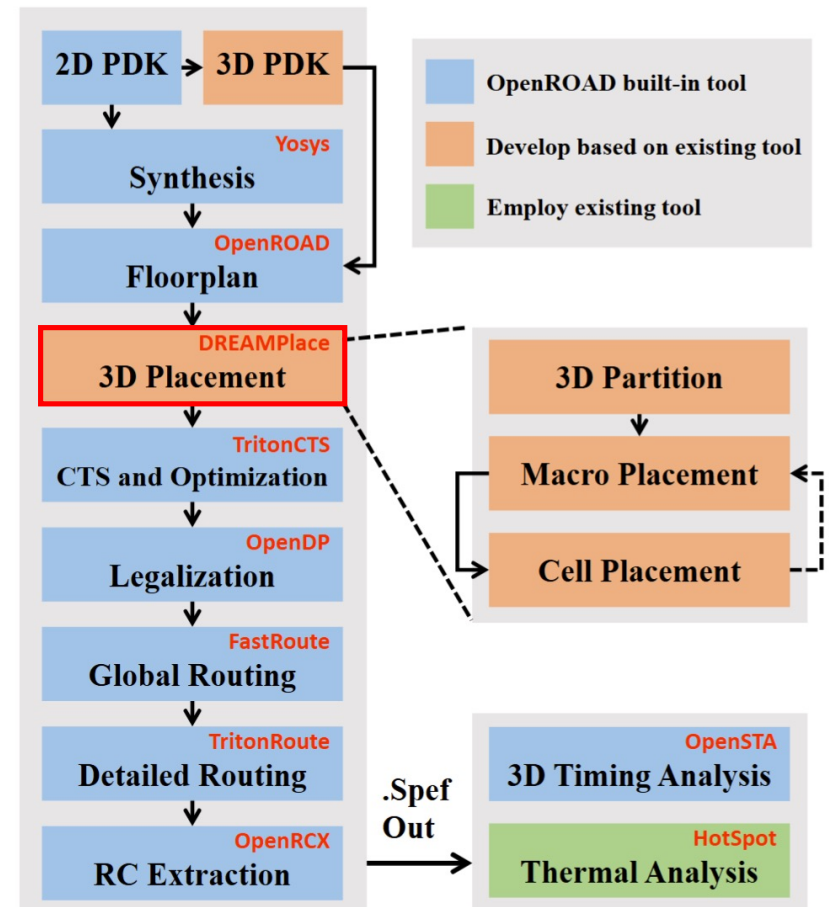 2D PDK
3D PDK
Yosys
Synthesis
OpenROAD
Floorplan
DREAMPlace
3D Placement
TritonCTS
CTS and Optimization
OpenDP
Legalization
FastRoute
Global Routing
TritonRoute
Detailed Routing
OpenRCX
RC Extraction
OpenROAD built-in tool
Develop based on existing tool
Employ existing tool
3D Partition
Macro Placement
Cell Placement
.Spef
Out
OpenSTA
3D Timing Analysis
HotSpot
Thermal Analysis